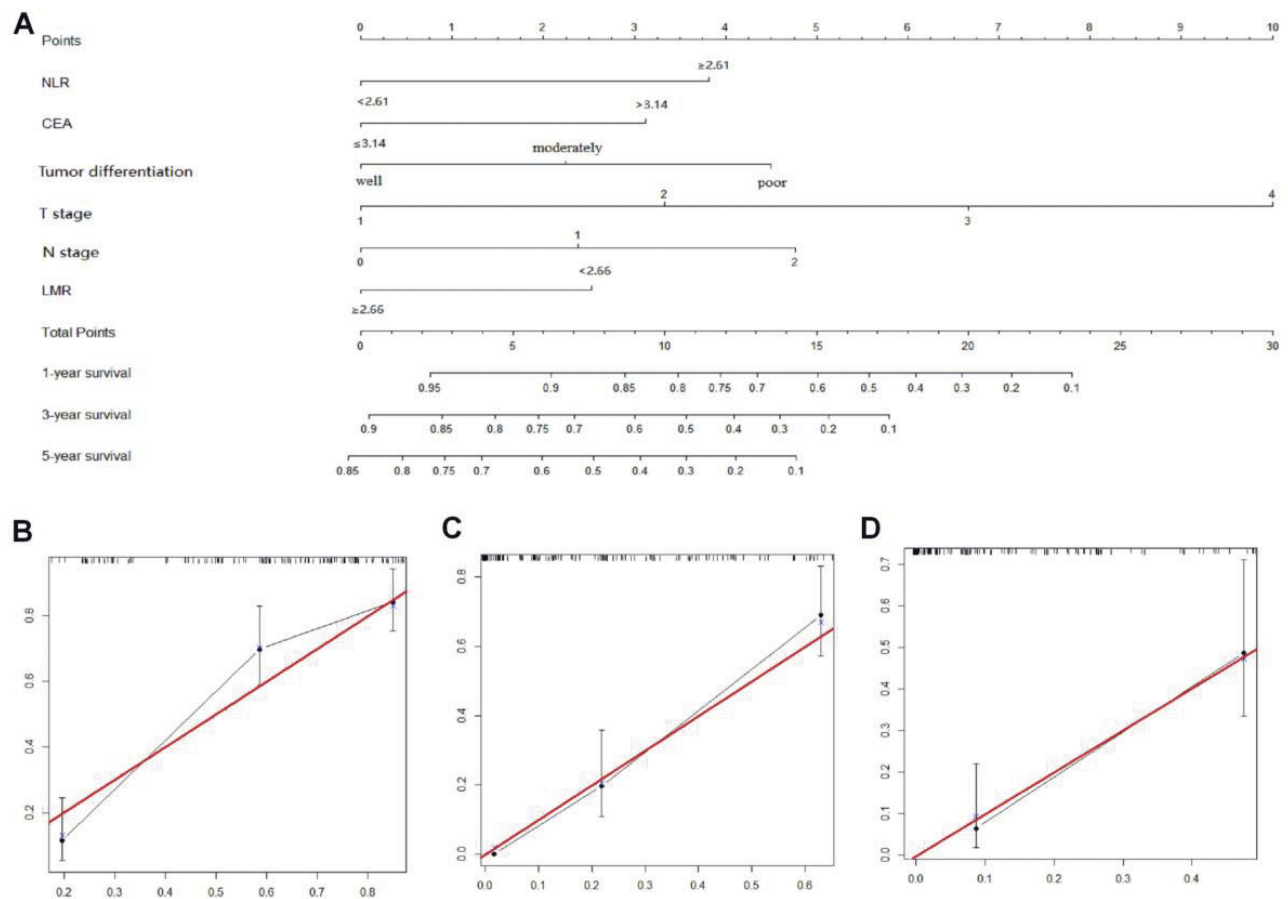 A
Points
0 1 2 3 4 5 6 7 8 9 10
NLR
≥2.61
<2.61
CEA
>3.14
≤3.14
Tumor differentiation
moderately
well
poor
T stage
2 4
1 3
N stage
1
0 2
LMR
<2.66
≥2.66
Total Points
0 5 10 15 20 25 30
1-year survival
0.95 0.9 0.85 0.8 0.75 0.7 0.6 0.5 0.4 0.3 0.2 0.1
3-year survival
0.9 0.85 0.8 0.75 0.7 0.6 0.5 0.4 0.3 0.2 0.1
5-year survival
0.85 0.8 0.75 0.7 0.6 0.5 0.4 0.3 0.2 0.1
B
0.8
0.6
0.4
0.2
0.2 0.3 0.4 0.5 0.6 0.7 0.8
C
0.8
0.6
0.4
0.2
0.0
0.0 0.1 0.2 0.3 0.4 0.5 0.6
D
0.7
0.6
0.5
0.4
0.3
0.2
0.1
0.0
0.0 0.1 0.2 0.3 0.4